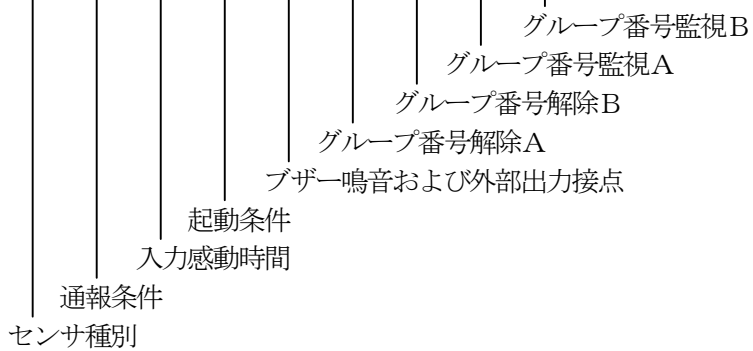 グループ番号監視B
グループ番号監視A
グループ番号解除B
グループ番号解除A
ブザー鳴音および外部出力接点
起動条件
入力感動時間
通報条件
センサ種別